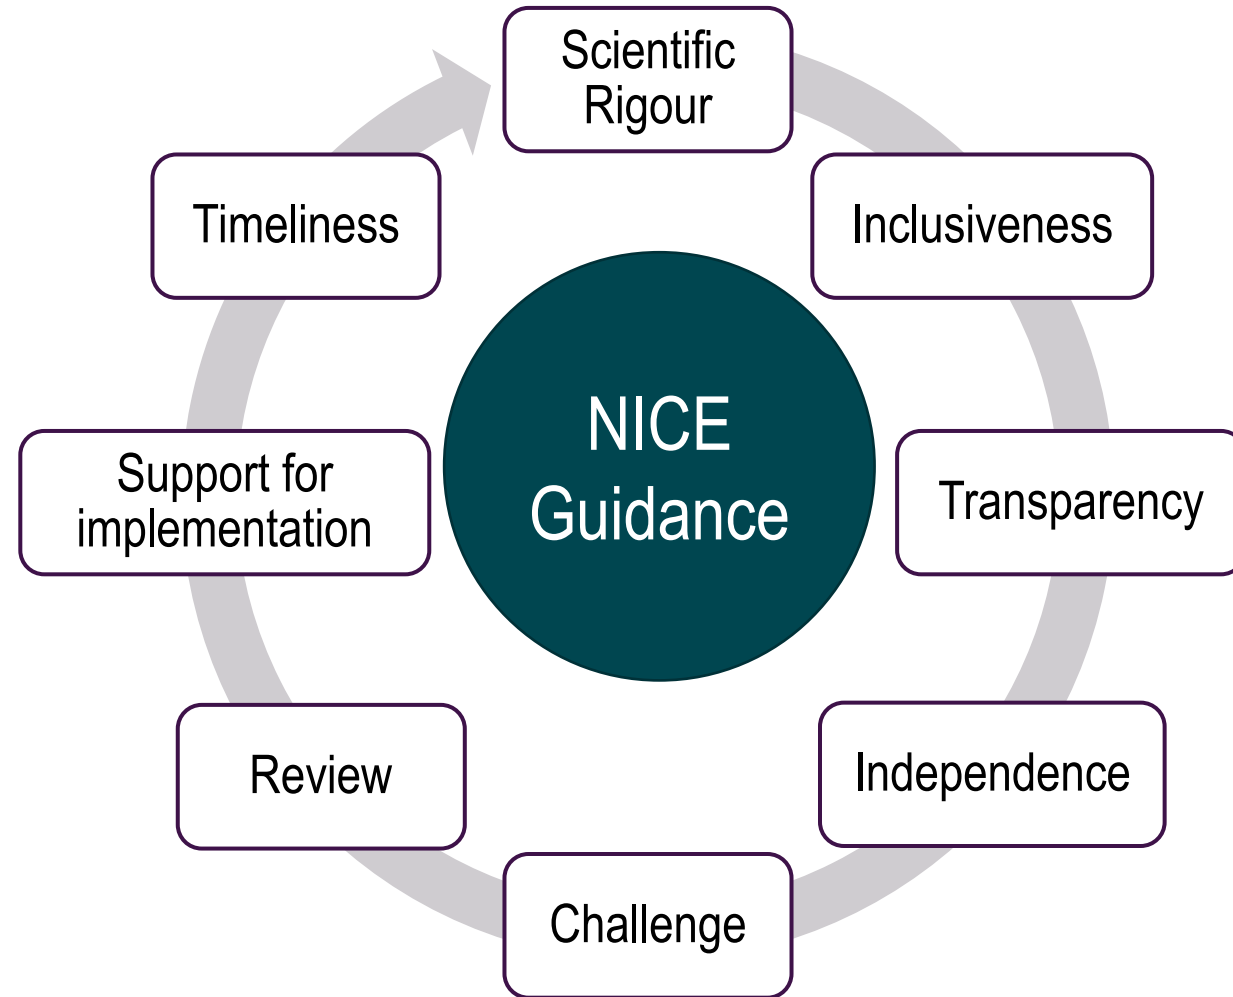 Scientific
Rigour
Inclusiveness
Transparency
Independence
Challenge
Review
Support for
implementation
Timeliness
NICE
Guidance